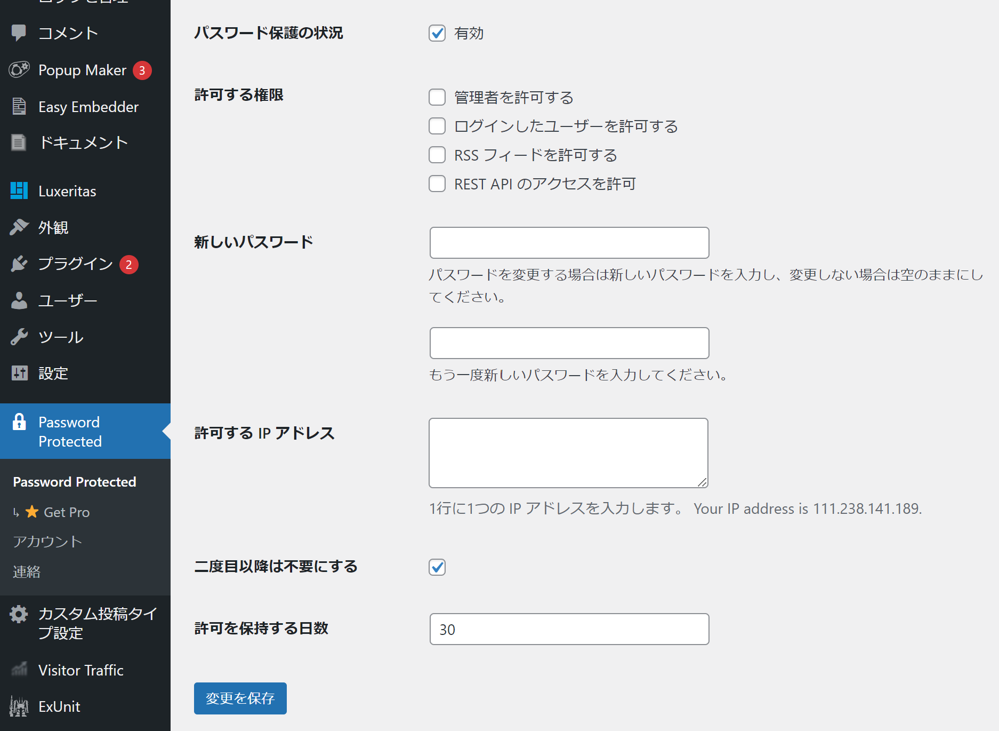 コメント
Popup Maker 3
Easy Embedder
ドキュメント
Luxeritas
外観
プラグイン 2
ユーザー
ツール
設定
Password
Protected
Password Protected
↳ ⭐ Get Pro
アカウント
連絡
カスタム投稿タイ
プ設定
Visitor Traffic
ExUnit
パスワード保護の状況
有効
許可する権限
管理者を許可する
ログインしたユーザーを許可する
RSS フィードを許可する
REST API のアクセスを許可
新しいパスワード
パスワードを変更する場合は新しいパスワードを入力し、変更しない場合は空のままにし
てください。
もう一度新しいパスワードを入力してください。
許可する IP アドレス
1行に1つの IP アドレスを入力します。 Your IP address is 111.238.141.189.
二度目以降は不要にする
許可を保持する日数
30
変更を保存